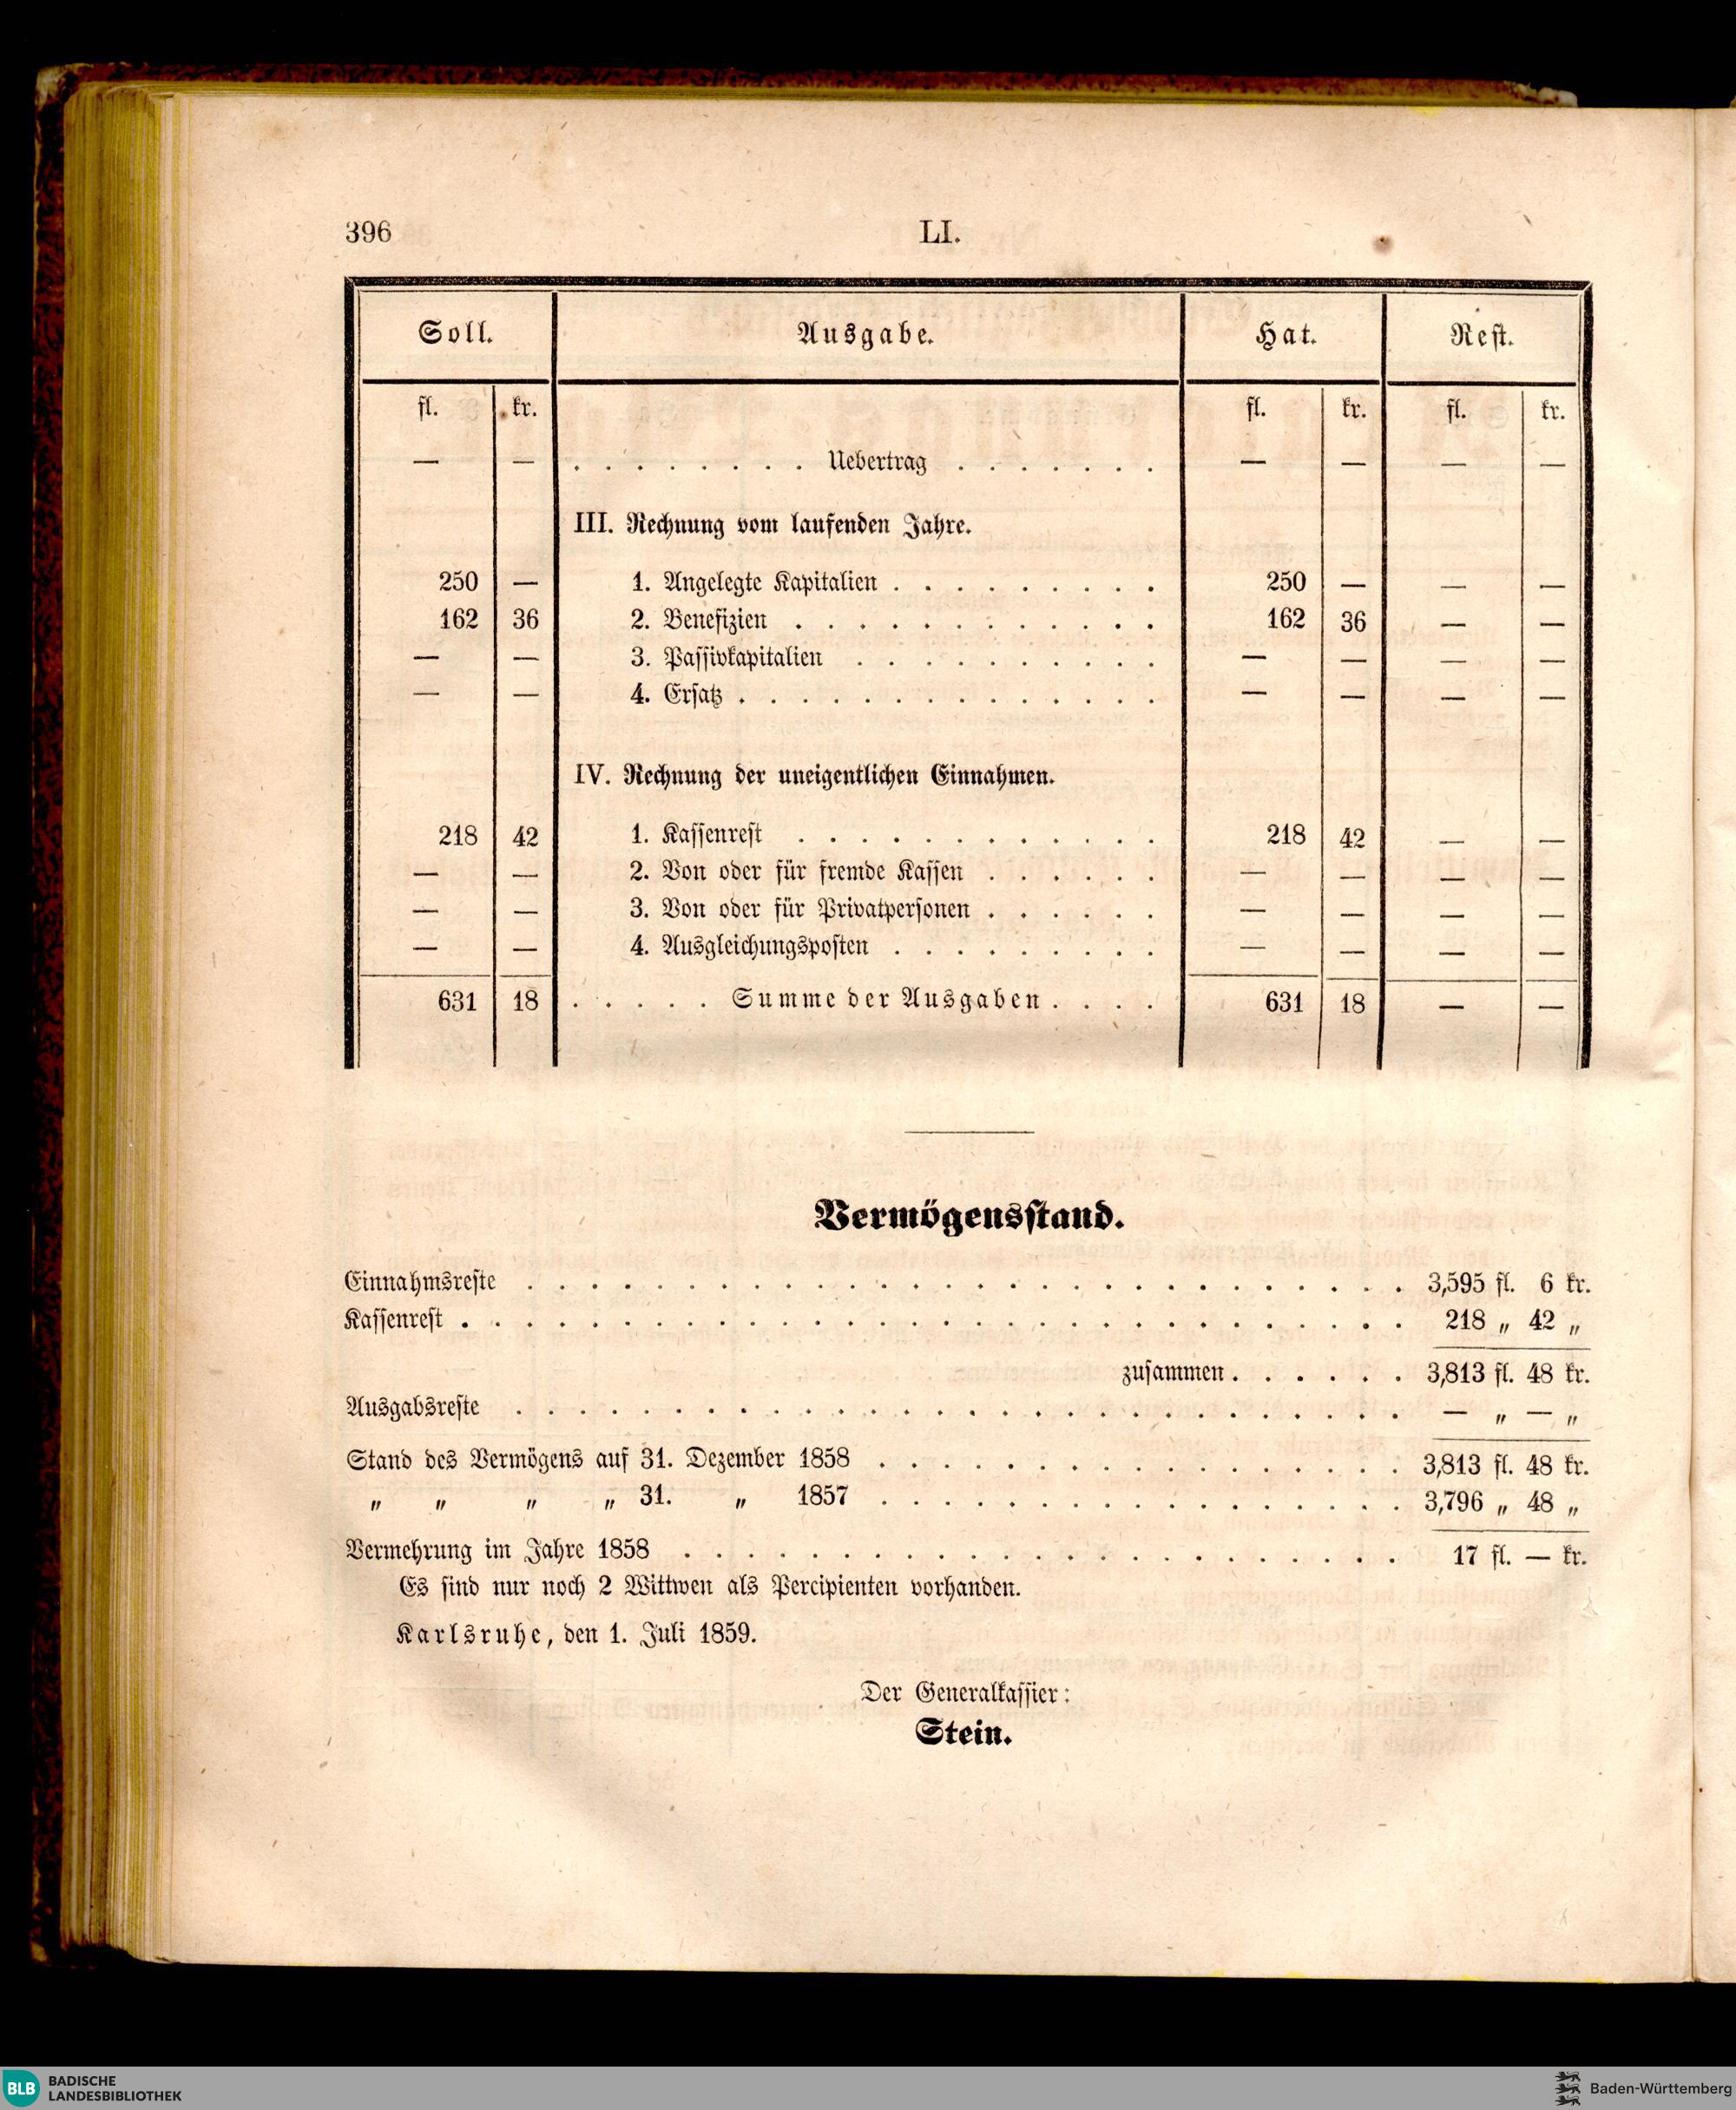 396 LI.
Soll. Ausgabe. Hat. Rest.
fl. kr. fl. kr. fl. kr.
— — . . . . . . . . Uebertrag . . . . . . . — — — —
III. Rechnung vom laufenden Jahre.
250 — 1. Angelegte Kapitalien . . . . . . . . . 250 — — —
162 36 2. Benefizien . . . . . . . . . . . . 162 36 — —
— — 3. Passivkapitalien . . . . . . . . . . — — — —
— — 4. Ersatz . . . . . . . . . . . . . . — — — —
IV. Rechnung der uneigentlichen Einnahmen.
218 42 1. Kassenrest . . . . . . . . . . . . 218 42 — —
— — 2. Von oder für fremde Kassen . . . . . . — — — —
— — 3. Von oder für Privatpersonen . . . . . . — — — —
— — 4. Ausgleichungsposten . . . . . . . . . — — — —
631 18 . . . . . Summe der Ausgaben . . . . 631 18 — —
Vermögensstand.
Einnahmsreste . . . . . . . . . . . . . . . . . . . . . . . . . . . . 3,595 fl. 6 kr.
Kassenrest . . . . . . . . . . . . . . . . . . . . . . . . . . . . . . 218 „ 42 „
zusammen . . . . . . 3,813 fl. 48 kr.
Ausgabsreste . . . . . . . . . . . . . . . . . . . . . . . . . . . . — „ — „
Stand des Vermögens auf 31. Dezember 1858 . . . . . . . . . . . . . . . . . 3,813 fl. 48 kr.
„ „ „ „ 31. „ 1857 . . . . . . . . . . . . . . . . . 3,796 „ 48 „
Vermehrung im Jahre 1858 . . . . . . . . . . . . . . . . . . . . . . . 17 fl. — kr.
Es sind nur noch 2 Wittwen als Percipienten vorhanden.
Karlsruhe, den 1. Juli 1859.
Der Generalkassier:
Stein.
BLB BADISCHE
LANDESBIBLIOTHEK
Baden-Württemberg